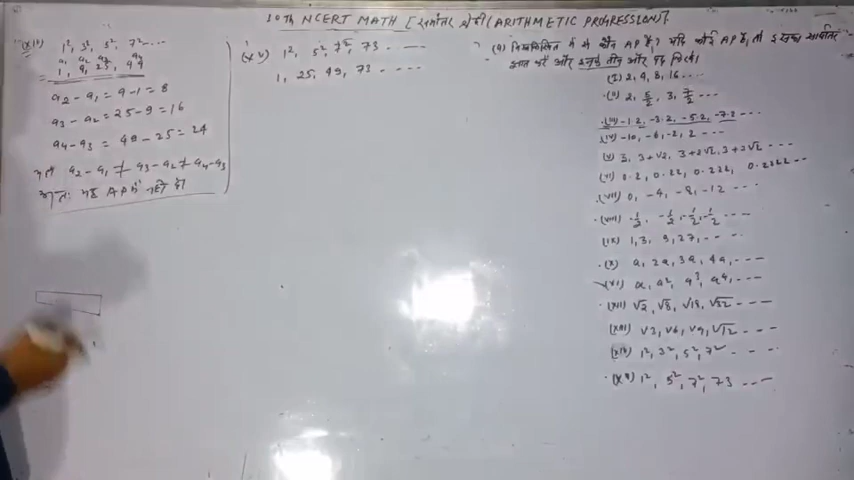 10th NCERT MATH [समांतर श्रेढ़ी (ARITHMETIC PROGRESSION)]
(xiv) 1², 3², 5², 7² ...
a₁ a₂ a₃ a₄
1, 9, 25, 49
a₂ - a₁ = 9 - 1 = 8
a₃ - a₂ = 25 - 9 = 16
a₄ - a₃ = 49 - 25 = 24
a₂ - a₁ ≠ a₃ - a₂ ≠ a₄ - a₃
अतः यह AP नहीं है
(xv) 1², 5², 7², 73 ....
1, 25, 49, 73 .....
(4) निम्नलिखित में से कौन AP है? यदि कोई AP है, तो इसका सार्वांतर
ज्ञात करें और इनके तीन और पद लिखें।
(i) 2, 4, 8, 16 ....
(ii) 2, 5/2, 3, 7/2 ...
(iii) -1.2, -3.2, -5.2, -7.2 ...
(iv) -10, -6, -2, 2 ...
(v) 3, 3+√2, 3+2√2, 3+3√2 ...
(vi) 0.2, 0.22, 0.222, 0.2222 ...
(vii) 0, -4, -8, -12 ...
(viii) -1/2, -1/2, -1/2, -1/2 ...
(ix) 1, 3, 9, 27, ...
(x) a, 2a, 3a, 4a, ...
(xi) a, a², a³, a⁴, ...
(xii) √2, √8, √18, √32 ...
(xiii) √3, √6, √9, √12 ...
(xiv) 1², 3², 5², 7² ...
(xv) 1², 5², 7², 73 ...